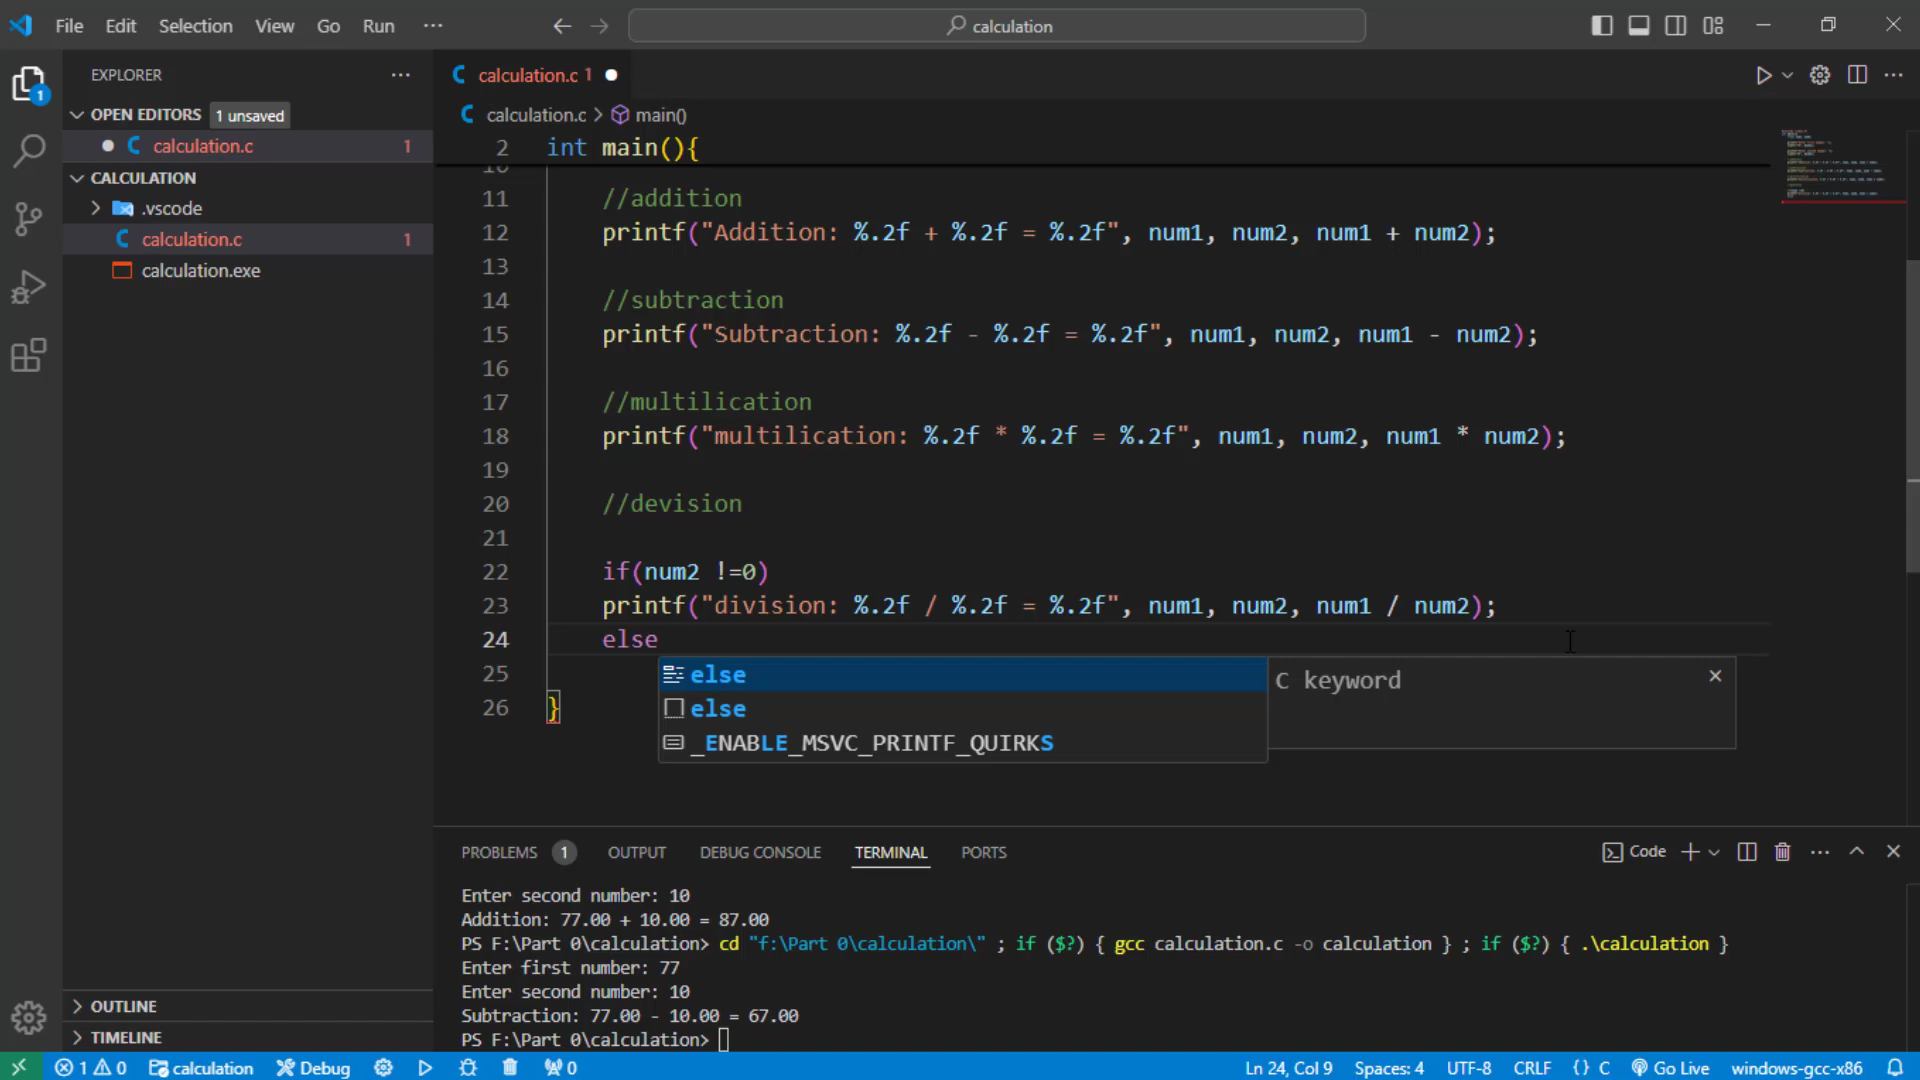 File Edit Selection View Go Run ··· calculation
EXPLORER ···
OPEN EDITORS 1 unsaved
calculation.c 1
CALCULATION
.vscode
calculation.c 1
calculation.exe
OUTLINE
TIMELINE
calculation.c 1
calculation.c > main()
2 int main(){
11 //addition
12 printf("Addition: %.2f + %.2f = %.2f", num1, num2, num1 + num2);
13
14 //subtraction
15 printf("Subtraction: %.2f - %.2f = %.2f", num1, num2, num1 - num2);
16
17 //multilication
18 printf("multilication: %.2f * %.2f = %.2f", num1, num2, num1 * num2);
19
20 //devision
21
22 if(num2 !=0)
23 printf("division: %.2f / %.2f = %.2f", num1, num2, num1 / num2);
24 else
25
26 }
else
else
_ENABLE_MSVC_PRINTF_QUIRKS
C keyword
PROBLEMS 1 OUTPUT DEBUG CONSOLE TERMINAL PORTS Code
Enter second number: 10
Addition: 77.00 + 10.00 = 87.00
PS F:\Part 0\calculation> cd "f:\Part 0\calculation\" ; if ($?) { gcc calculation.c -o calculation } ; if ($?) { .\calculation }
Enter first number: 77
Enter second number: 10
Subtraction: 77.00 - 10.00 = 67.00
PS F:\Part 0\calculation>
1 0 calculation Debug 0 Ln 24, Col 9 Spaces: 4 UTF-8 CRLF {} C Go Live windows-gcc-x86